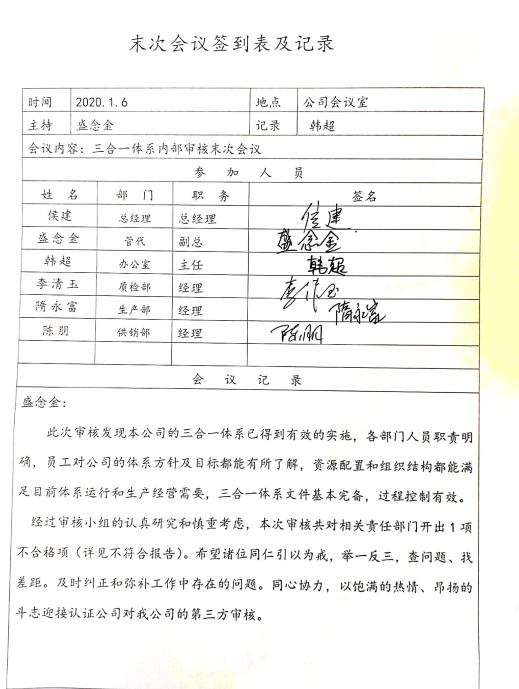 末次会议签到表及记录
时间 2020.1.6 地点 公司会议室
主持 盛念金 记录 韩超
会议内容：三合一体系内部审核末次会议
参加人员
姓名 部门 职务 签名
侯建 总经理 总经理 侯建
盛念金 管代 副总 盛念金
韩超 办公室 主任 韩超
李清玉 质检部 经理 李清玉
隋永富 生产部 经理 隋永富
陈朋 供销部 经理 陈朋
会议记录
盛念金：
此次审核发现本公司的三合一体系已得到有效的实施，各部门人员职责明
确，员工对公司的体系方针及目标都能有所了解，资源配置和组织结构都能满
足目前体系运行和生产经营需要，三合一体系文件基本完备，过程控制有效。
经过审核小组的认真研究和慎重考虑，本次审核共对相关责任部门开出1项
不合格项（详见不符合报告）。希望诸位同仁引以为戒，举一反三，查问题、找
差距。及时纠正和弥补工作中存在的问题。同心协力，以饱满的热情、昂扬的
斗志迎接认证公司对我公司的第三方审核。